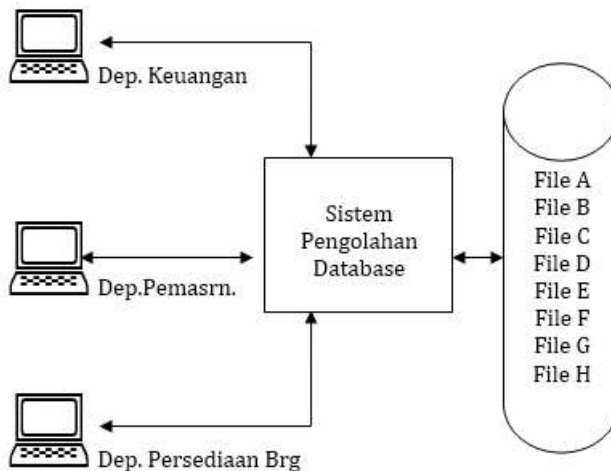 Dep. Keuangan
Sistem
Pengolahan
Database
Dep.Pemasrn.
Dep. Persediaan Brg
File A
File B
File C
File D
File E
File F
File G
File H